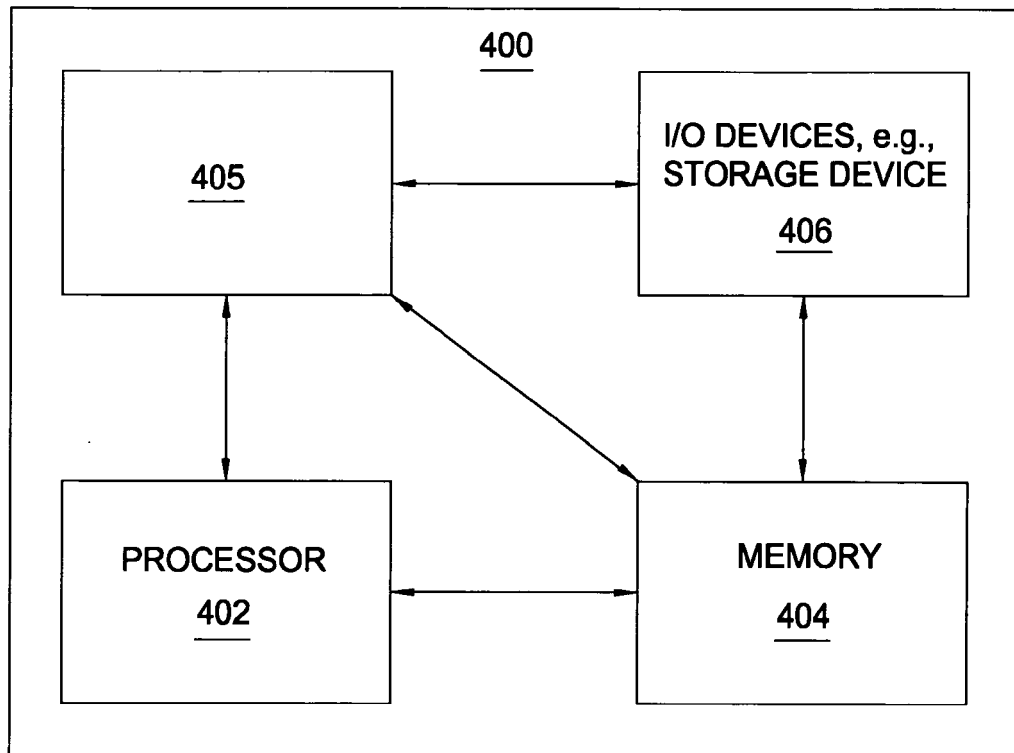 400
405
I/O DEVICES, e.g.,
STORAGE DEVICE
406
PROCESSOR
402
MEMORY
404